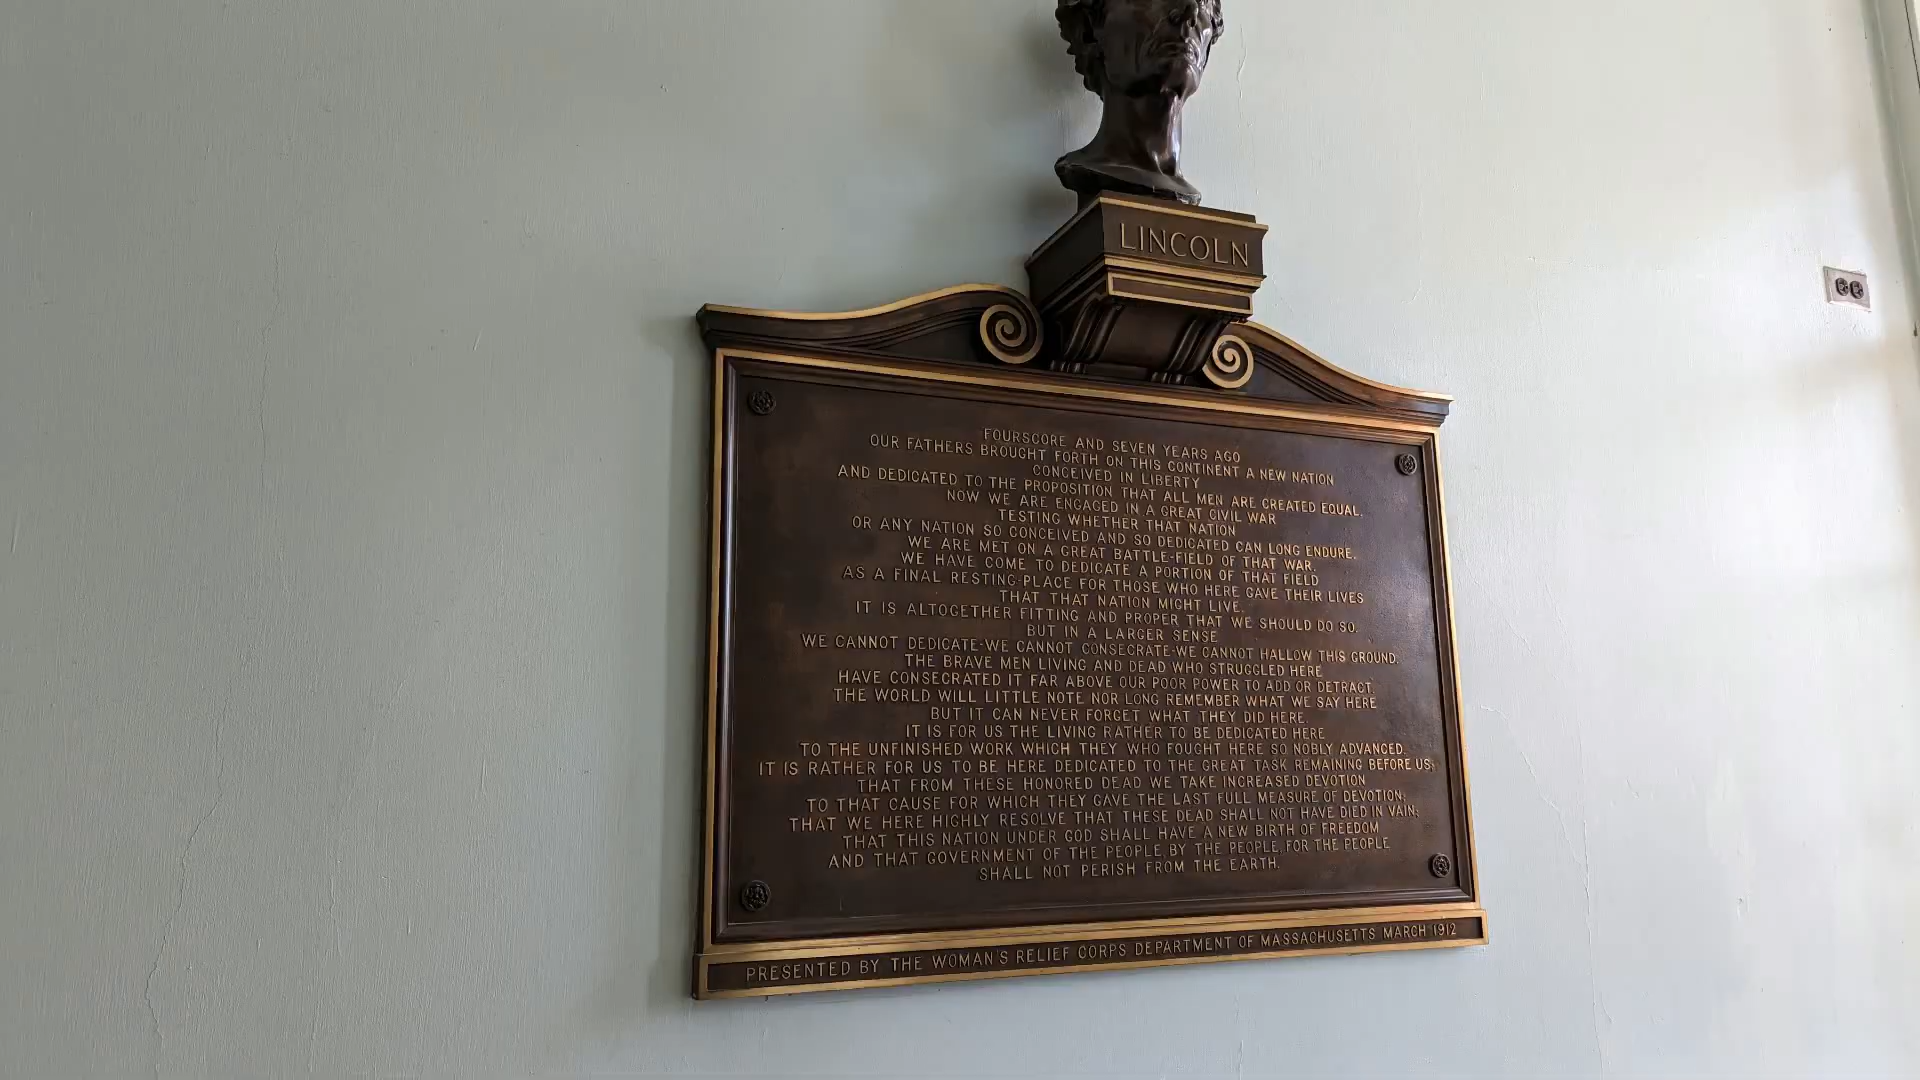 LINCOLN
FOURSCORE AND SEVEN YEARS AGO
OUR FATHERS BROUGHT FORTH ON THIS CONTINENT A NEW NATION
CONCEIVED IN LIBERTY
AND DEDICATED TO THE PROPOSITION THAT ALL MEN ARE CREATED EQUAL.
NOW WE ARE ENGAGED IN A GREAT CIVIL WAR
TESTING WHETHER THAT NATION
OR ANY NATION SO CONCEIVED AND SO DEDICATED CAN LONG ENDURE.
WE ARE MET ON A GREAT BATTLE-FIELD OF THAT WAR.
WE HAVE COME TO DEDICATE A PORTION OF THAT FIELD
AS A FINAL RESTING-PLACE FOR THOSE WHO HERE GAVE THEIR LIVES
THAT THAT NATION MIGHT LIVE.
IT IS ALTOGETHER FITTING AND PROPER THAT WE SHOULD DO SO.
BUT IN A LARGER SENSE
WE CANNOT DEDICATE-WE CANNOT CONSECRATE-WE CANNOT HALLOW THIS GROUND.
THE BRAVE MEN LIVING AND DEAD WHO STRUGGLED HERE
HAVE CONSECRATED IT FAR ABOVE OUR POOR POWER TO ADD OR DETRACT.
THE WORLD WILL LITTLE NOTE NOR LONG REMEMBER WHAT WE SAY HERE
BUT IT CAN NEVER FORGET WHAT THEY DID HERE.
IT IS FOR US THE LIVING RATHER TO BE DEDICATED HERE
TO THE UNFINISHED WORK WHICH THEY WHO FOUGHT HERE SO NOBLY ADVANCED.
IT IS RATHER FOR US TO BE HERE DEDICATED TO THE GREAT TASK REMAINING BEFORE US;
THAT FROM THESE HONORED DEAD WE TAKE INCREASED DEVOTION
TO THAT CAUSE FOR WHICH THEY GAVE THE LAST FULL MEASURE OF DEVOTION;
THAT WE HERE HIGHLY RESOLVE THAT THESE DEAD SHALL NOT HAVE DIED IN VAIN;
THAT THIS NATION UNDER GOD SHALL HAVE A NEW BIRTH OF FREEDOM
AND THAT GOVERNMENT OF THE PEOPLE, BY THE PEOPLE, FOR THE PEOPLE
SHALL NOT PERISH FROM THE EARTH.
PRESENTED BY THE WOMAN'S RELIEF CORPS DEPARTMENT OF MASSACHUSETTS MARCH 1912